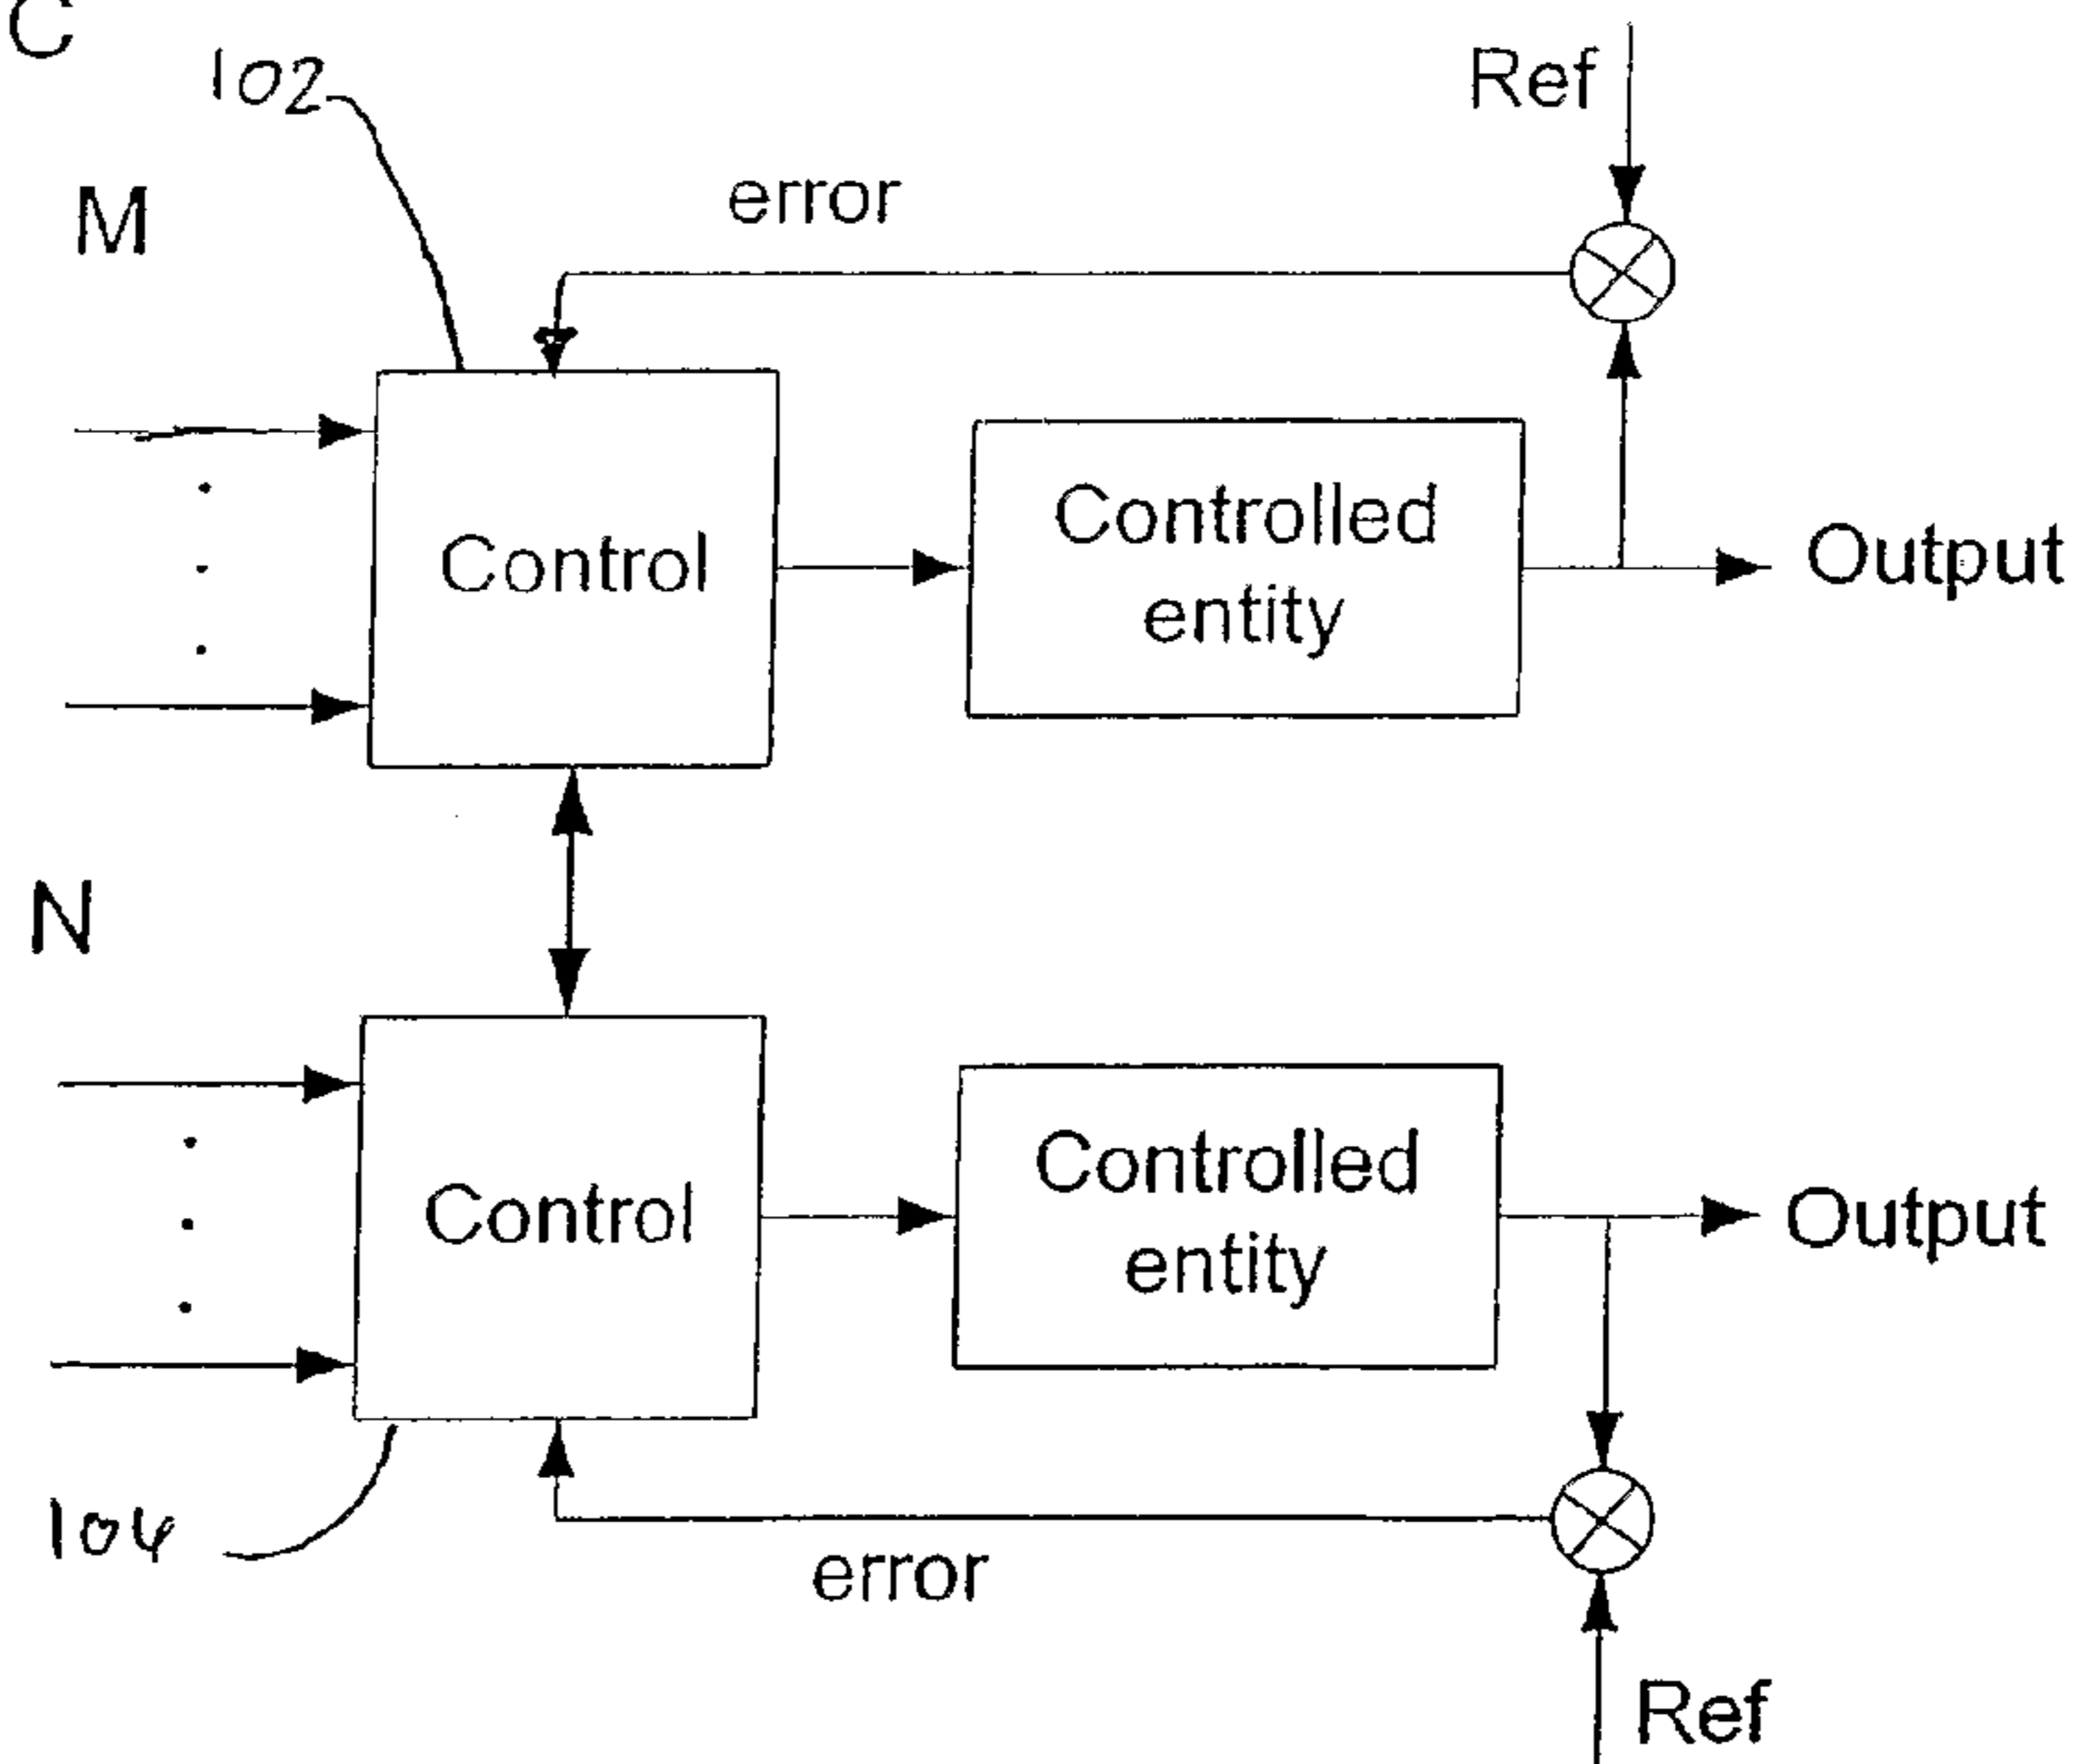 C
102
Ref
M
error
Control
Controlled
entity
Output
N
Control
Controlled
entity
Output
104
error
Ref